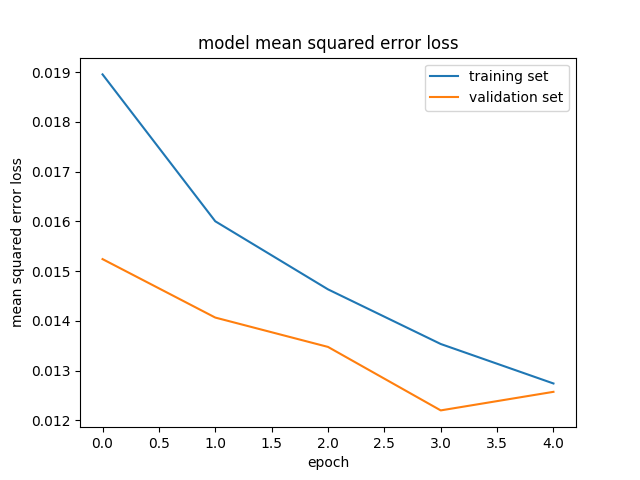 model mean squared error loss
training set
validation set
mean squared error loss
0.019
0.018
0.017
0.016
0.015
0.014
0.013
0.012
0.0 0.5 1.0 1.5 2.0 2.5 3.0 3.5 4.0
epoch